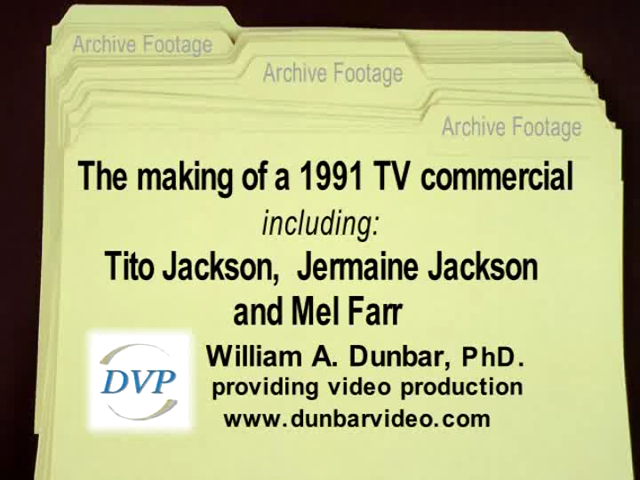 Archive Footage
Archive Footage
Archive Footage
The making of a 1991 TV commercial
including:
Tito Jackson, Jermaine Jackson
and Mel Farr
DVP
William A. Dunbar, PhD.
providing video production
www.dunbarvideo.com